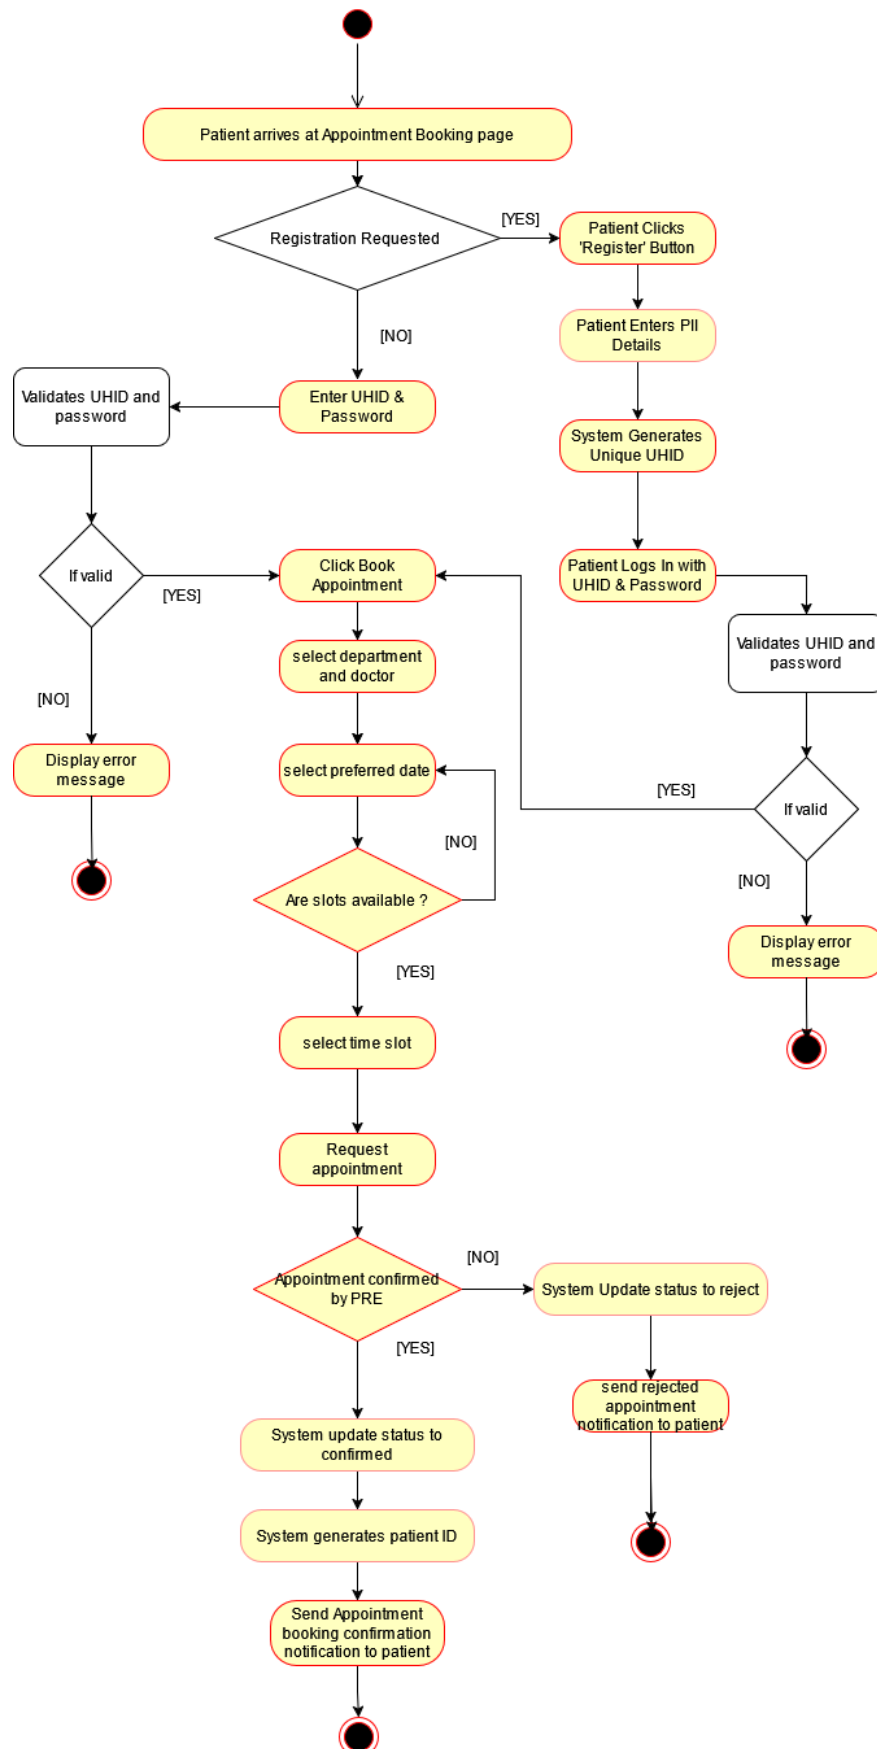 Patient arrives at Appointment Booking page
Registration Requested
[YES]
Patient Clicks
'Register' Button
[NO]
Patient Enters PII
Details
Validates UHID and
password
Enter UHID &
Password
System Generates
Unique UHID
If valid
[YES]
Click Book
Appointment
Patient Logs In with
UHID & Password
Validates UHID and
password
select department
and doctor
[NO]
Display error
message
select preferred date
[YES]
If valid
[NO]
Are slots available ?
[NO]
Display error
message
[YES]
select time slot
Request
appointment
Appointment confirmed
by PRE
[NO]
System Update status to reject
[YES]
send rejected
appointment
notification to patient
System update status to
confirmed
System generates patient ID
Send Appointment
booking confirmation
notification to patient